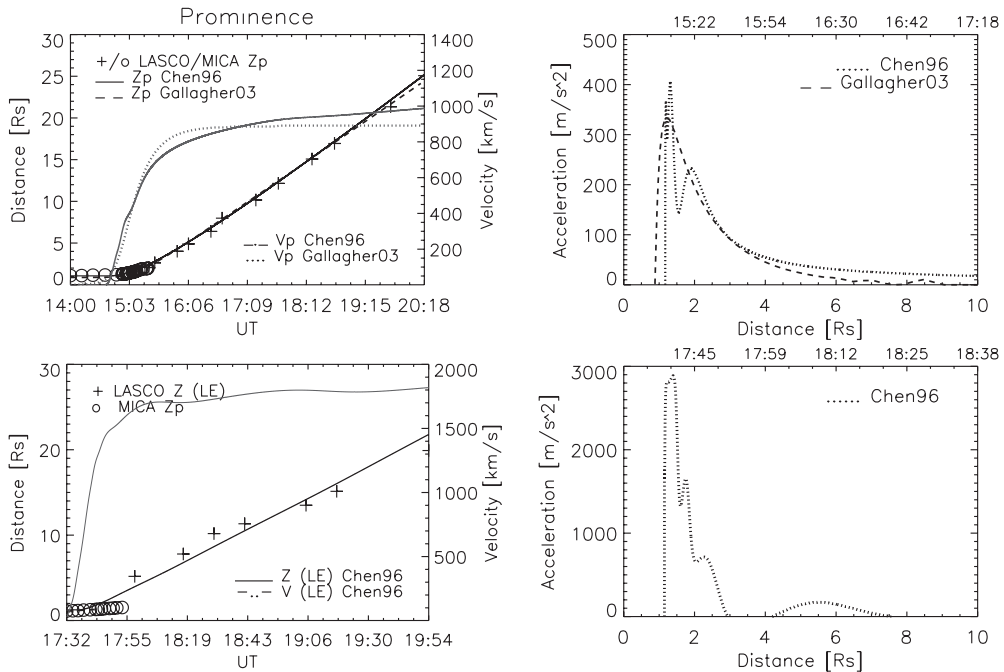 Prominence
30
25
20
15
10
5
0
Distance [Rs]
+/o LASCO/MICA Zp
Zp Chen96
Zp Gallagher03
Vp Chen96
Vp Gallagher03
1400
1200
1000
800
600
400
200
Velocity [km/s]
14:00 15:03 16:06 17:09 18:12 19:15 20:18
UT
15:22 15:54 16:30 16:42 17:18
500
400
300
200
100
0
Acceleration [m/s^2]
Chen96
Gallagher03
0 2 4 6 8 10
Distance [Rs]
30
20
10
0
Distance [Rs]
+ LASCO Z (LE)
o MICA Zp
Z (LE) Chen96
V (LE) Chen96
2000
1500
1000
500
Velocity [km/s]
17:32 17:55 18:19 18:43 19:06 19:30 19:54
UT
17:45 17:59 18:12 18:25 18:38
3000
2000
1000
0
Acceleration [m/s^2]
Chen96
0 2 4 6 8 10
Distance [Rs]